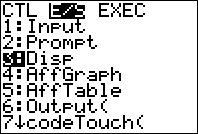 CTL E/S EXEC
1:Input
2:Prompt
3:Disp
4:AffGraph
5:AffTable
6:Output(
7↓codeTouch(